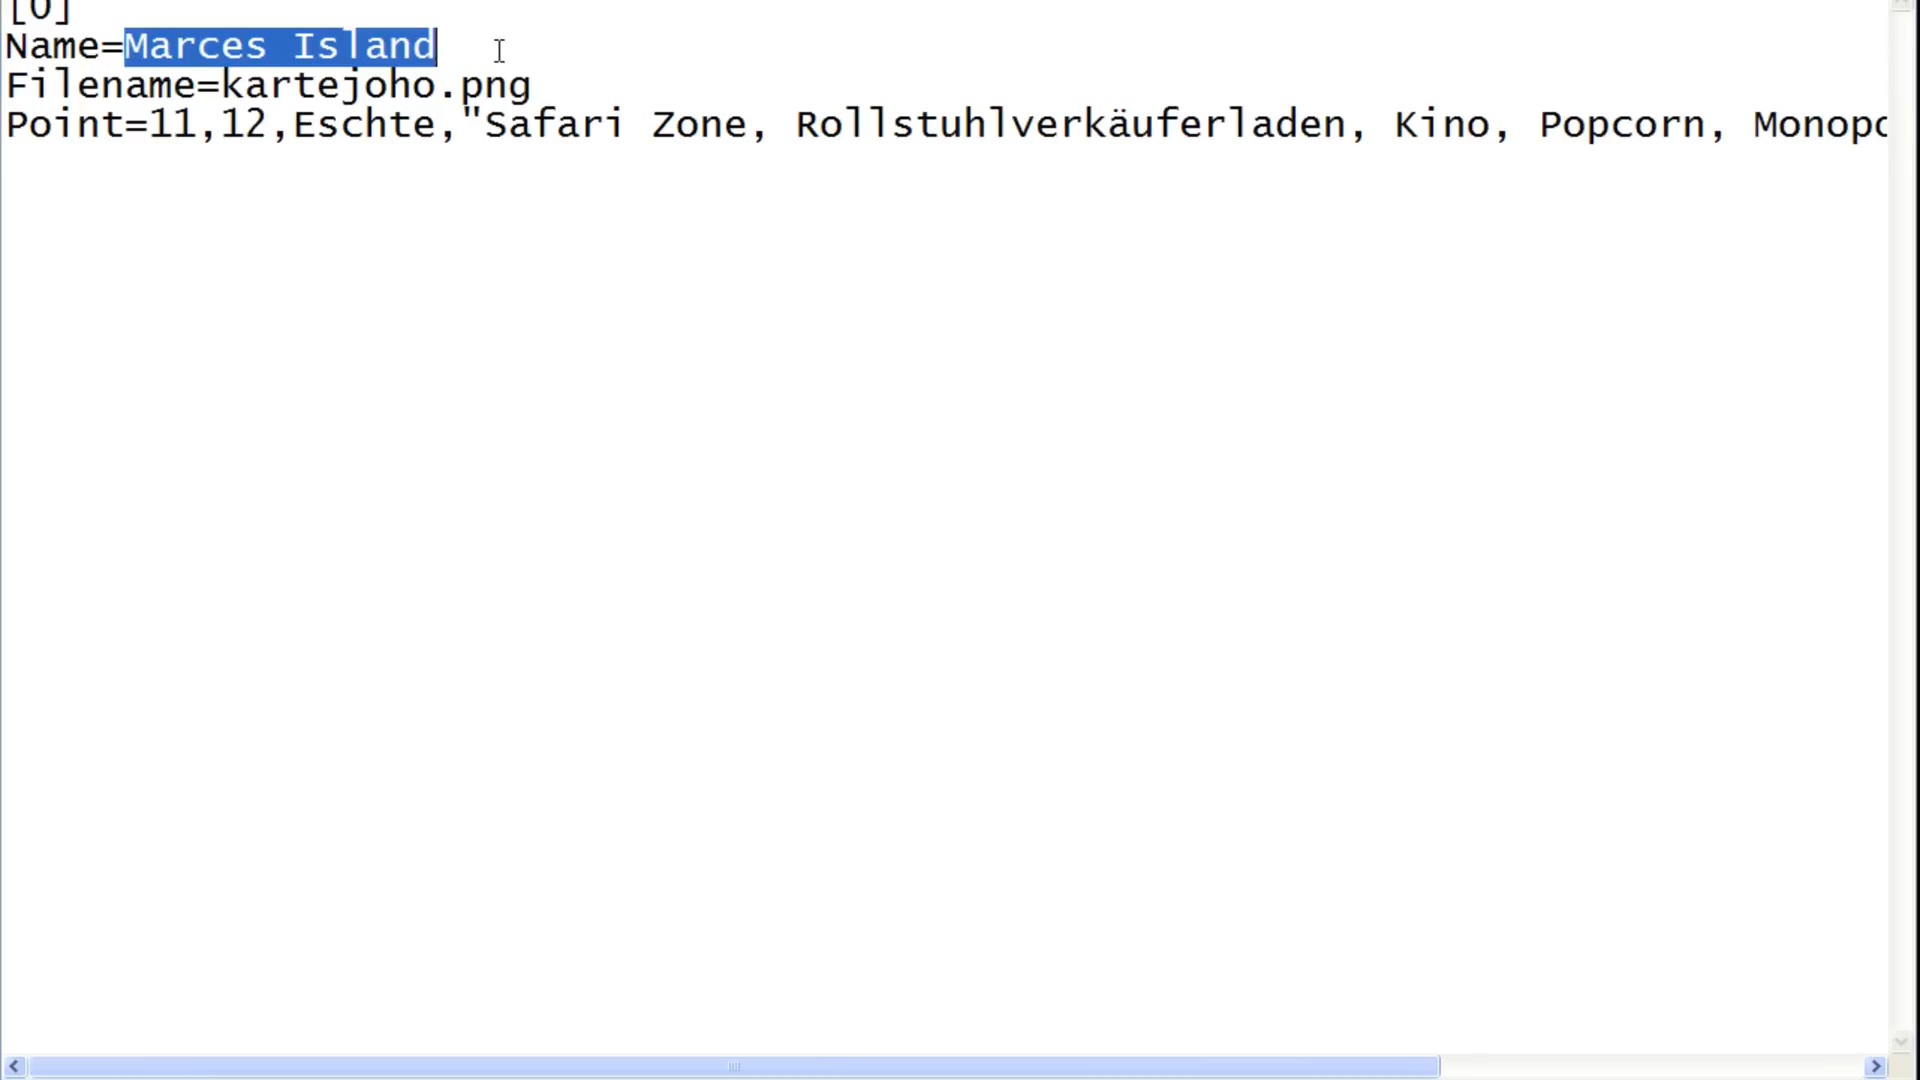 [0]
Name=Marces Island
Filename=kartejoho.png
Point=11,12,Eschte,"Safari Zone, Rollstuhlverkäuferladen, Kino, Popcorn,